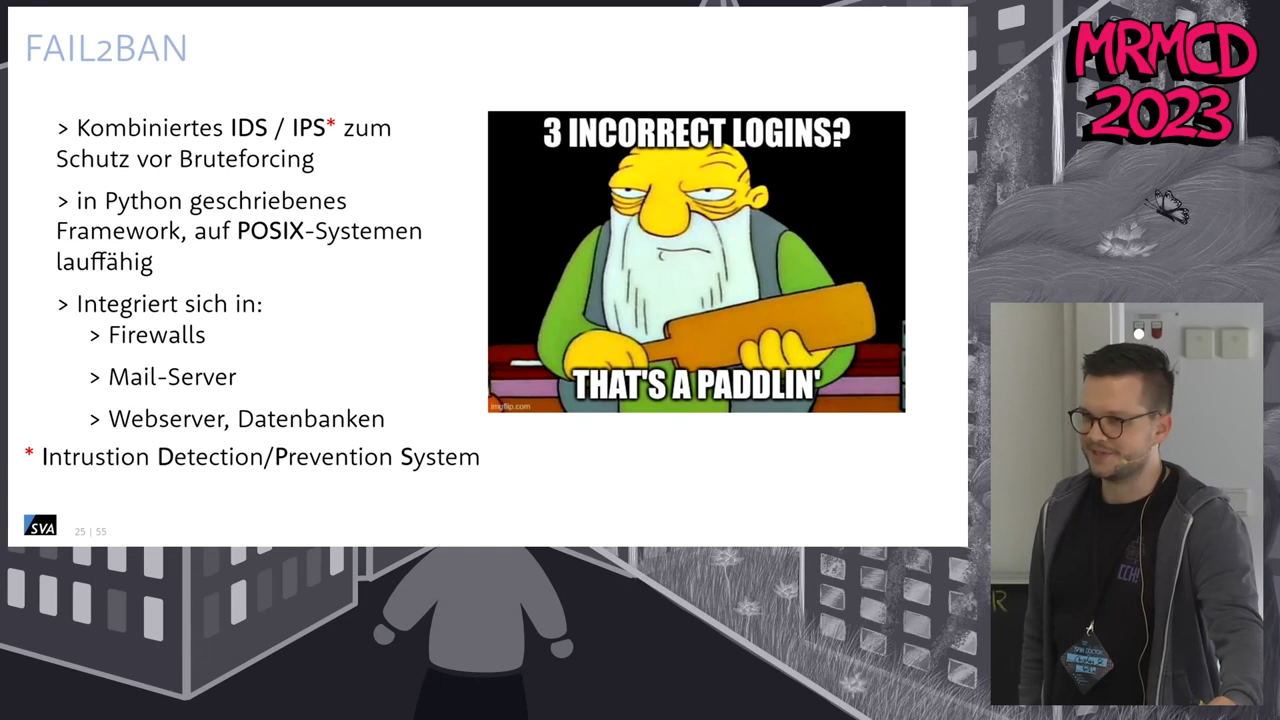 FAIL2BAN
> Kombiniertes IDS / IPS* zum
Schutz vor Bruteforcing
> in Python geschriebenes
Framework, auf POSIX-Systemen
lauffähig
> Integriert sich in:
> Firewalls
> Mail-Server
> Webserver, Datenbanken
* Intrustion Detection/Prevention System
SVA
25 | 55
3 INCORRECT LOGINS?
THAT'S A PADDLIN'
imgflip.com
MRMCD
2023
SPIN DOCTOR